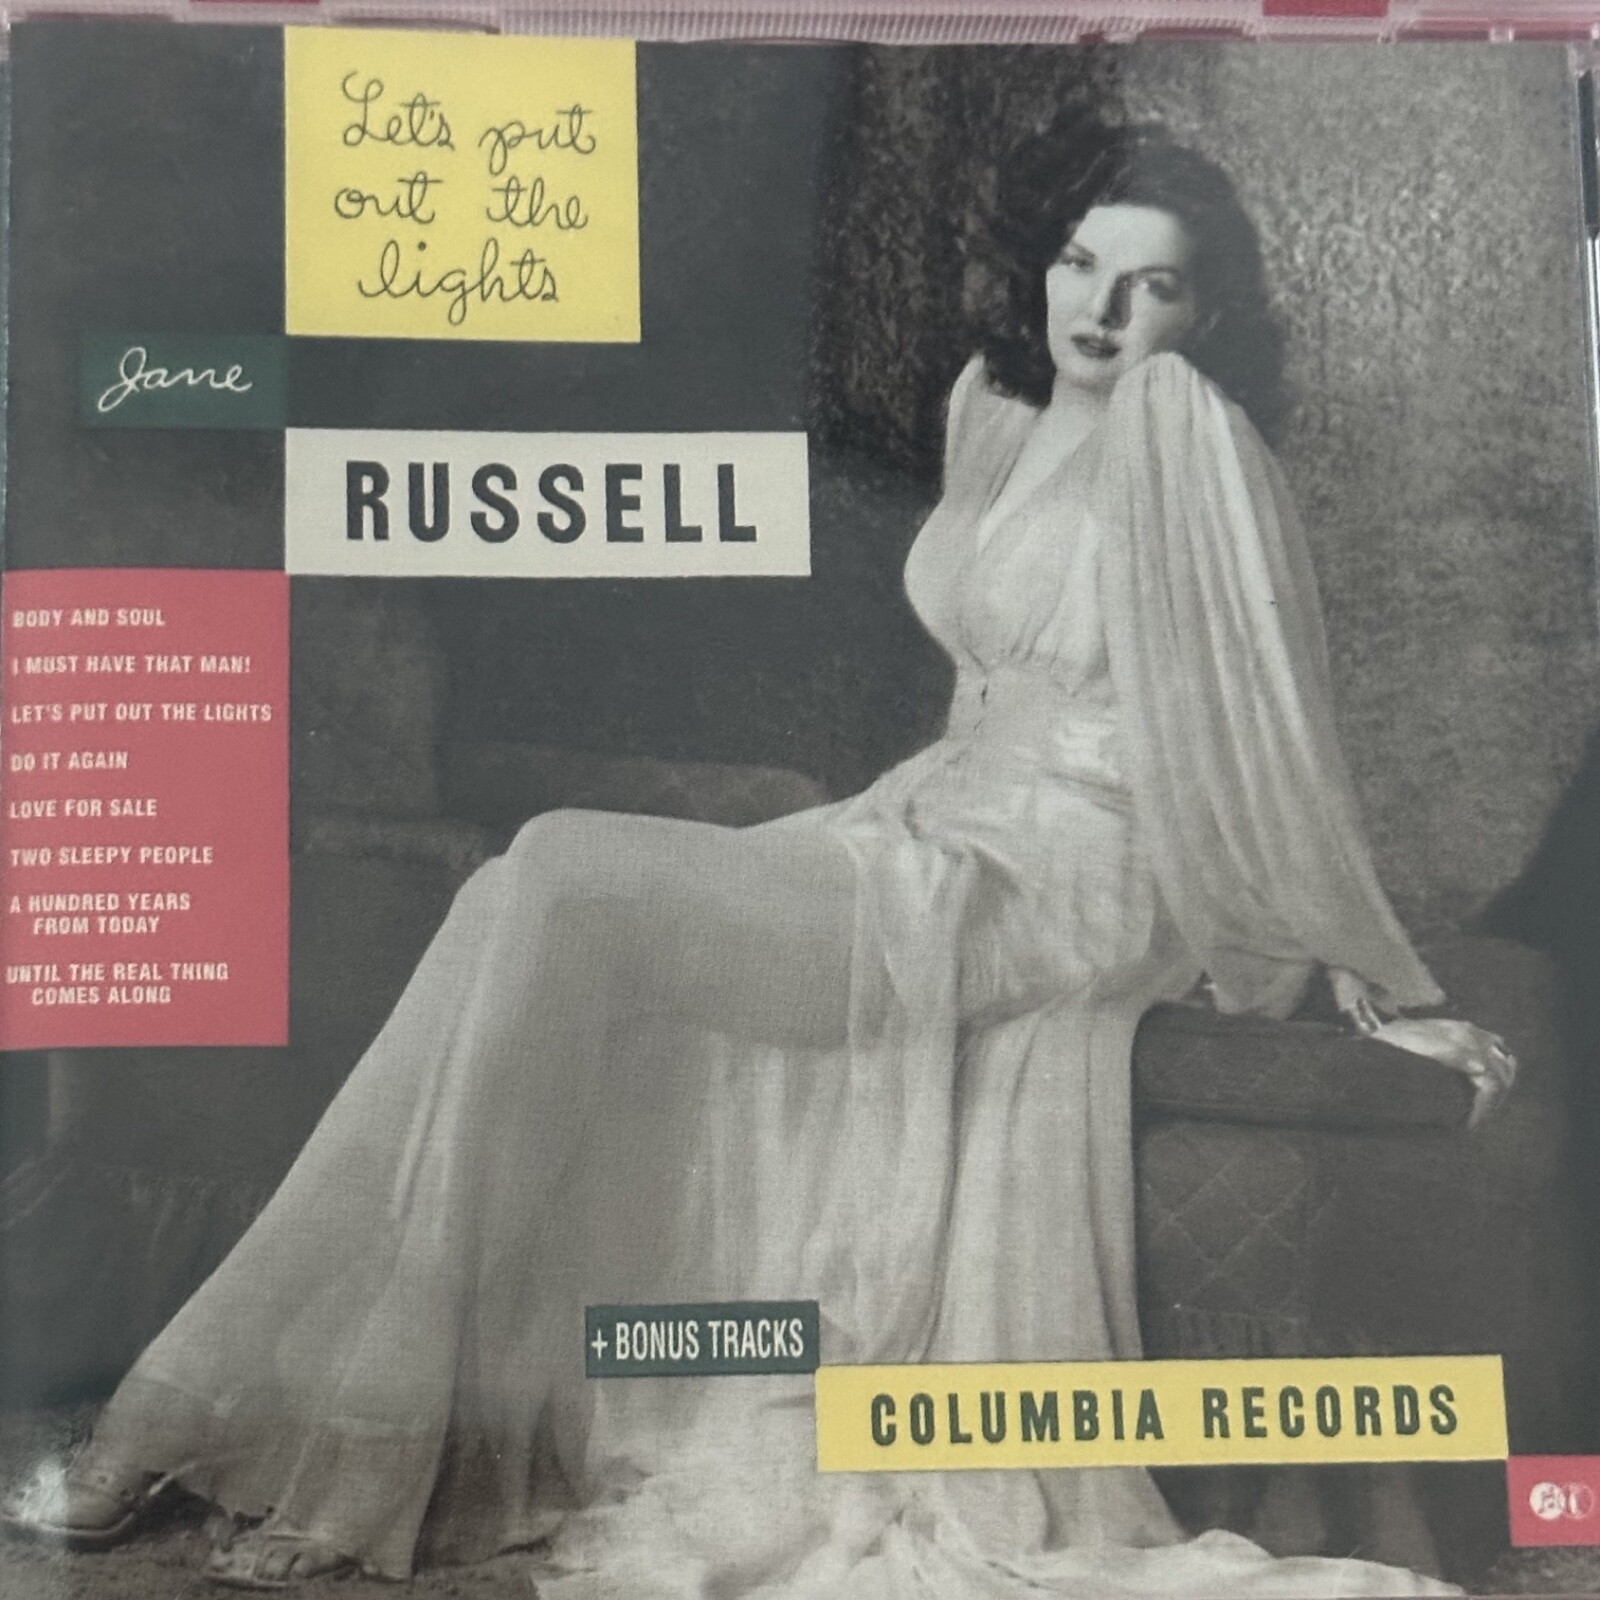 Let's put
out the
lights
Jane
RUSSELL
BODY AND SOUL
I MUST HAVE THAT MAN!
LET'S PUT OUT THE LIGHTS
DO IT AGAIN
LOVE FOR SALE
TWO SLEEPY PEOPLE
A HUNDRED YEARS
FROM TODAY
UNTIL THE REAL THING
COMES ALONG
+ BONUS TRACKS
COLUMBIA RECORDS